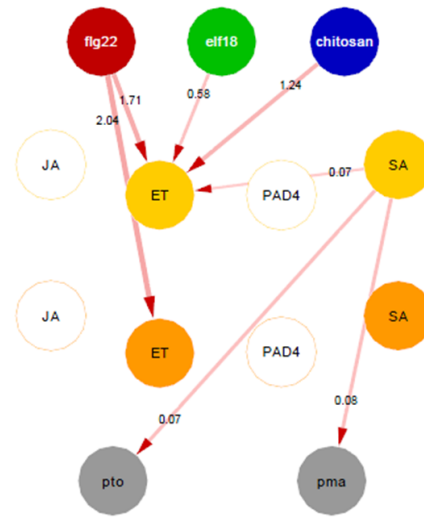 flg22 elf18 chitosan
1.71 0.58 1.24
2.04
JA ET PAD4 0.07 SA
JA ET PAD4 SA
0.07 0.08
pto pma